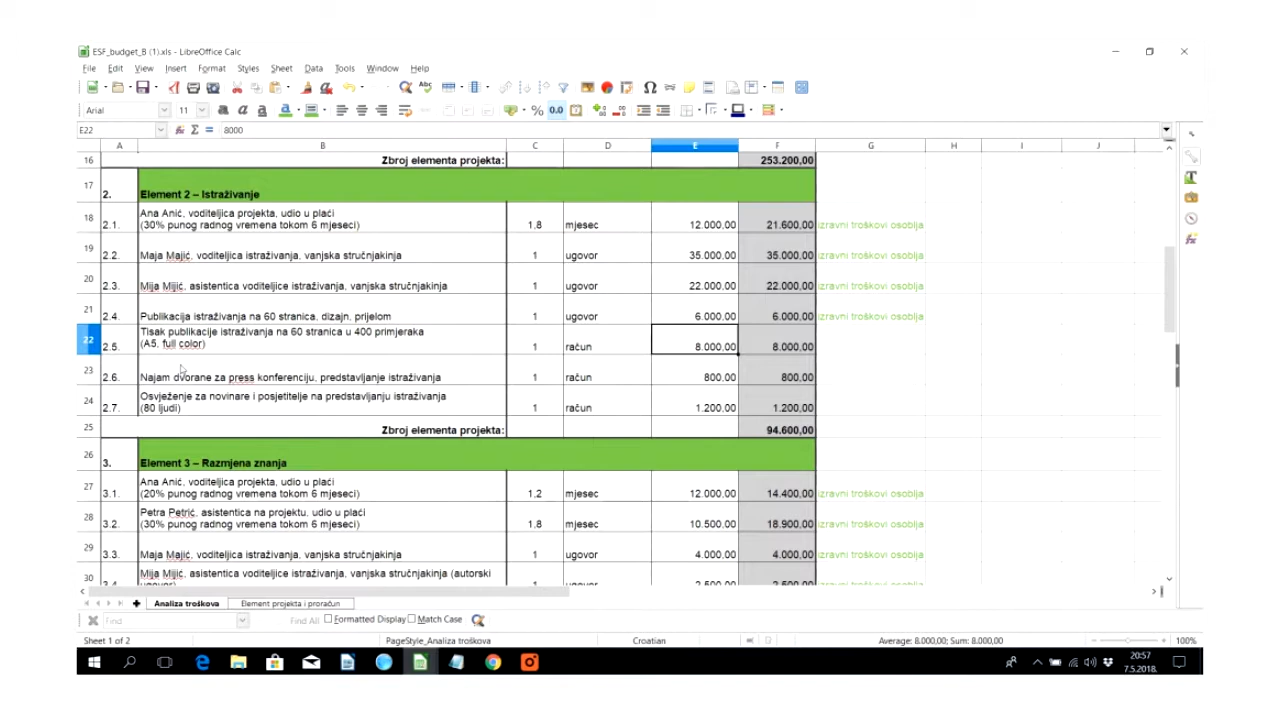 ESF_budget_B (1).xls - LibreOffice Calc
File Edit View Insert Format Styles Sheet Data Tools Window Help
Arial 11
E22 8000
A B C D E F G H I J
16 Zbroj elementa projekta: 253.200,00
17 2. Element 2 – Istraživanje
18 2.1. Ana Anić, voditeljica projekta, udio u plaći
(30% punog radnog vremena tokom 6 mjeseci) 1,8 mjesec 12.000,00 21.600,00 izravni troškovi osoblja
19 2.2. Maja Majić, voditeljica istraživanja, vanjska stručnjakinja 1 ugovor 35.000,00 35.000,00 izravni troškovi osoblja
20 2.3. Mija Mijić, asistentica voditeljice istraživanja, vanjska stručnjakinja 1 ugovor 22.000,00 22.000,00 izravni troškovi osoblja
21 2.4. Publikacija istraživanja na 60 stranica, dizajn, prijelom 1 ugovor 6.000,00 6.000,00 izravni troškovi osoblja
22 2.5. Tisak publikacije istraživanja na 60 stranica u 400 primjeraka
(A5, full color) 1 račun 8.000,00 8.000,00
23 2.6. Najam dvorane za press konferenciju, predstavljanje istraživanja 1 račun 800,00 800,00
24 2.7. Osvježenje za novinare i posjetitelje na predstavljanju istraživanja
(80 ljudi) 1 račun 1.200,00 1.200,00
25 Zbroj elementa projekta: 94.600,00
26 3. Element 3 – Razmjena znanja
27 3.1. Ana Anić, voditeljica projekta, udio u plaći
(20% punog radnog vremena tokom 6 mjeseci) 1,2 mjesec 12.000,00 14.400,00 izravni troškovi osoblja
28 3.2. Petra Petrić, asistentica na projektu, udio u plaći
(30% punog radnog vremena tokom 6 mjeseci) 1,8 mjesec 10.500,00 18.900,00 izravni troškovi osoblja
29 3.3. Maja Majić, voditeljica istraživanja, vanjska stručnjakinja 1 ugovor 4.000,00 4.000,00 izravni troškovi osoblja
30 Mija Mijić, asistentica voditeljice istraživanja, vanjska stručnjakinja (autorski
Analiza troškova Element projekta i proračun
Find Find All Formatted Display Match Case
Sheet 1 of 2 PageStyle_Analiza troškova Croatian Average: 8.000,00; Sum: 8.000,00 100%
20:57
7.5.2018.